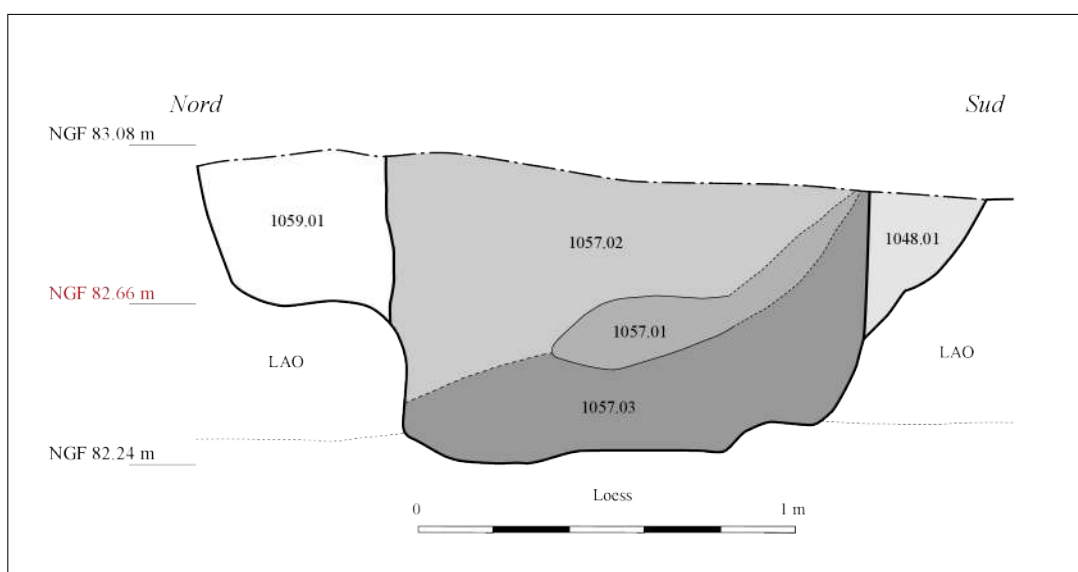 Nord
Sud
NGF 83.08 m
1059.01
1057.02
1048.01
NGF 82.66 m
1057.01
LAO
LAO
1057.03
NGF 82.24 m
Loess
0
1 m